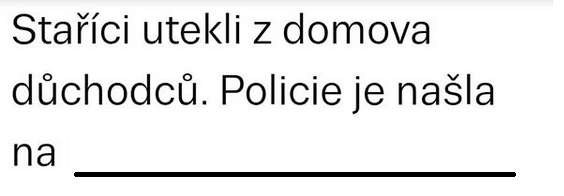 Staříci utekli z domova
důchodců. Policie je našla
na